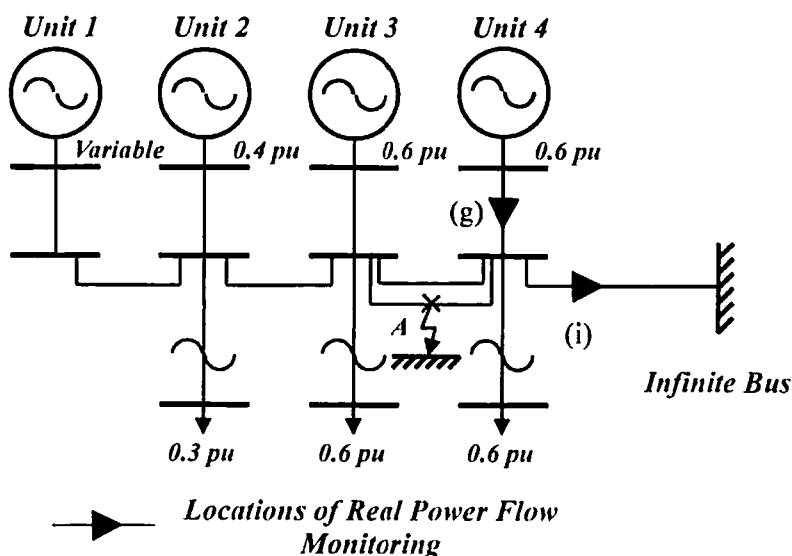 Unit 1 Unit 2 Unit 3 Unit 4
Variable 0.4 pu 0.6 pu 0.6 pu
(g)
A
(i)
Infinite Bus
0.3 pu 0.6 pu 0.6 pu
Locations of Real Power Flow
Monitoring